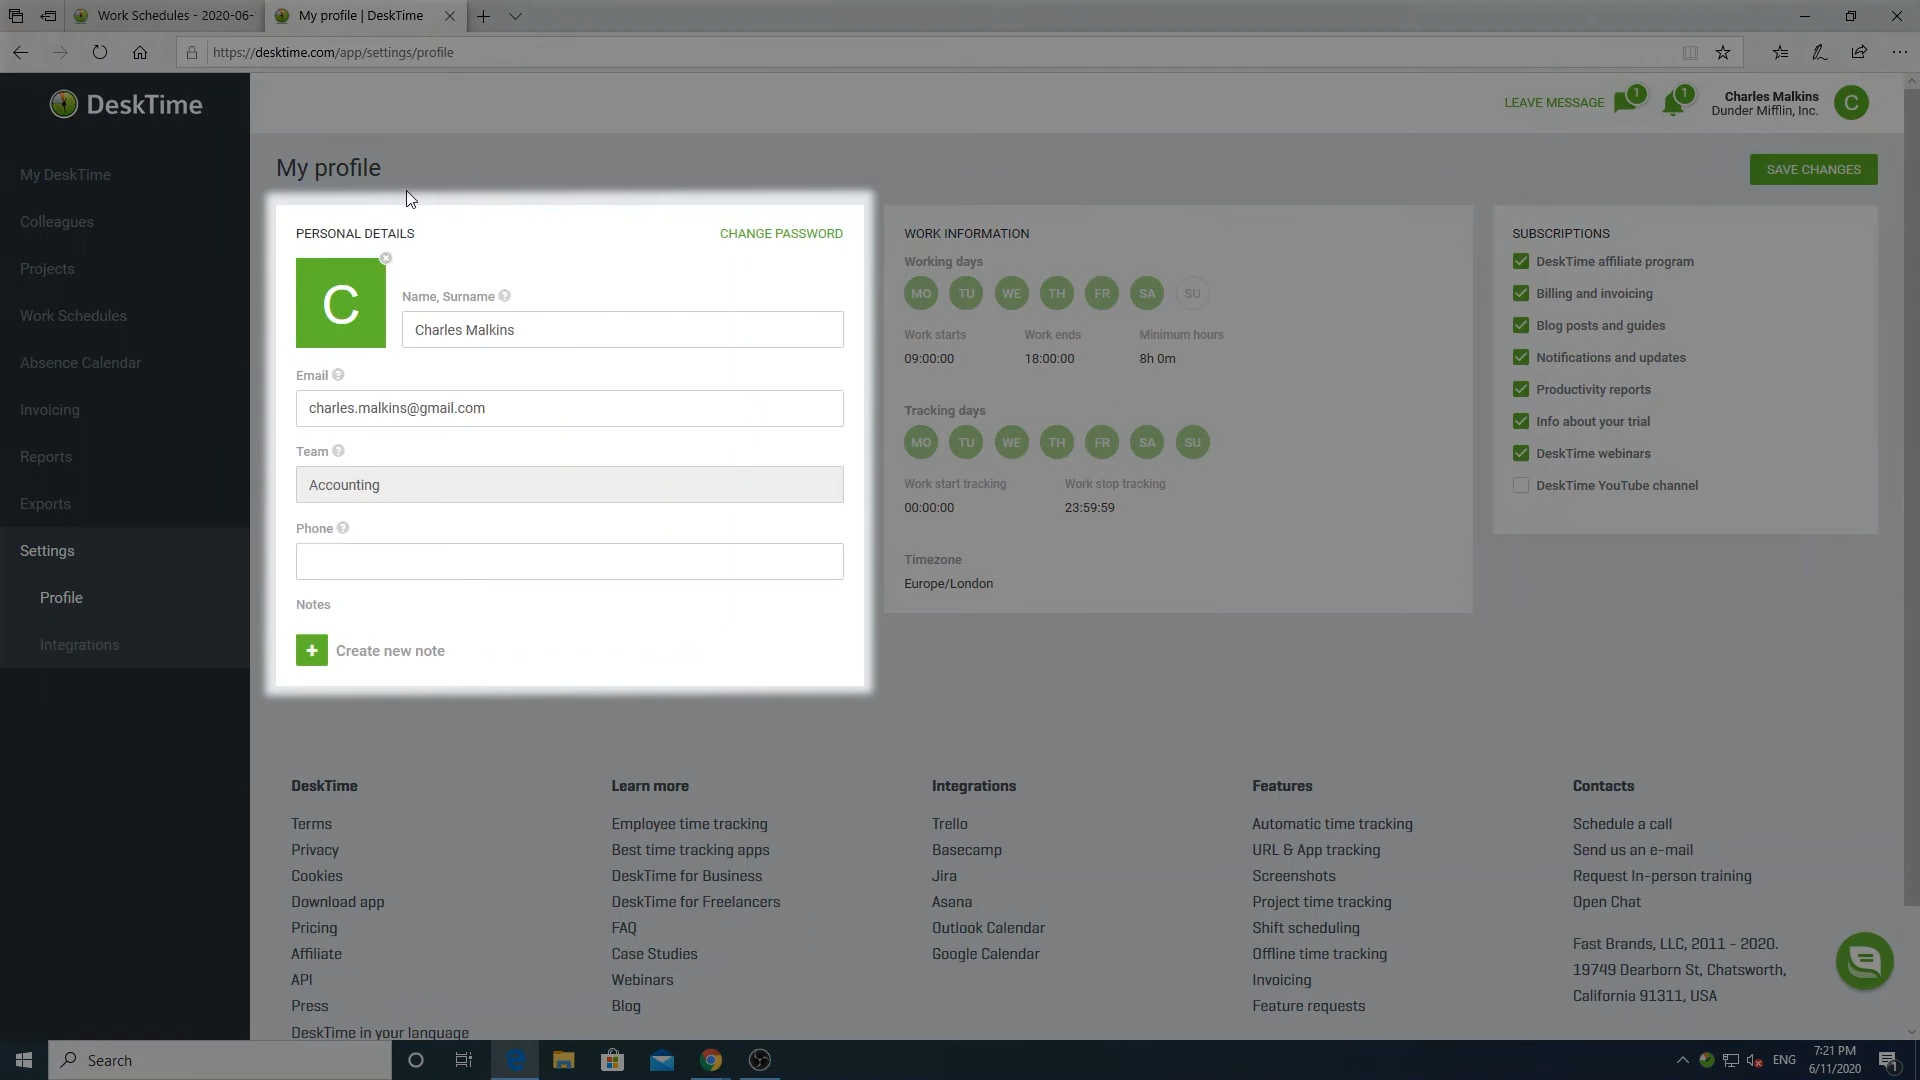 Work Schedules - 2020-06-
My profile | DeskTime
https://desktime.com/app/settings/profile
DeskTime
LEAVE MESSAGE
1
1
Charles Malkins
Dunder Mifflin, Inc.
C
My DeskTime
Colleagues
Projects
Work Schedules
Absence Calendar
Invoicing
Reports
Exports
Settings
Profile
Integrations
My profile
SAVE CHANGES
PERSONAL DETAILS
CHANGE PASSWORD
C
Name, Surname ?
Charles Malkins
Email ?
charles.malkins@gmail.com
Team ?
Accounting
Phone ?
Notes
+ Create new note
WORK INFORMATION
Working days
MO TU WE TH FR SA SU
Work starts Work ends Minimum hours
09:00:00 18:00:00 8h 0m
Tracking days
MO TU WE TH FR SA SU
Work start tracking Work stop tracking
00:00:00 23:59:59
Timezone
Europe/London
SUBSCRIPTIONS
DeskTime affiliate program
Billing and invoicing
Blog posts and guides
Notifications and updates
Productivity reports
Info about your trial
DeskTime webinars
DeskTime YouTube channel
DeskTime
Terms
Privacy
Cookies
Download app
Pricing
Affiliate
API
Press
DeskTime in your language
Learn more
Employee time tracking
Best time tracking apps
DeskTime for Business
DeskTime for Freelancers
FAQ
Case Studies
Webinars
Blog
Integrations
Trello
Basecamp
Jira
Asana
Outlook Calendar
Google Calendar
Features
Automatic time tracking
URL & App tracking
Screenshots
Project time tracking
Shift scheduling
Offline time tracking
Invoicing
Feature requests
Contacts
Schedule a call
Send us an e-mail
Request In-person training
Open Chat
Fast Brands, LLC, 2011 - 2020.
19749 Dearborn St, Chatsworth,
California 91311, USA
Search
ENG
7:21 PM
6/11/2020
1